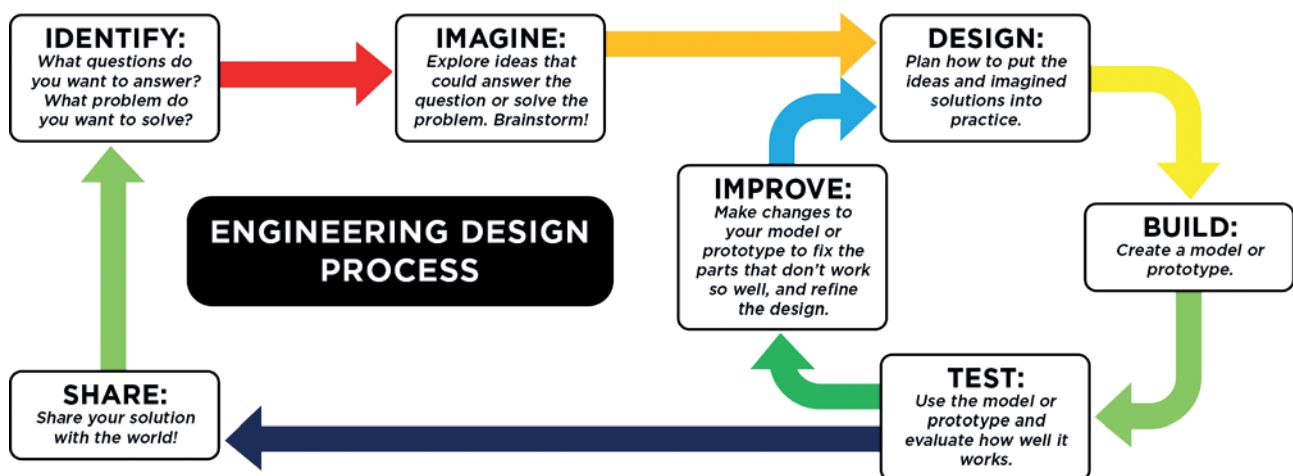 IDENTIFY:
What questions do
you want to answer?
What problem do
you want to solve?
IMAGINE:
Explore ideas that
could answer the
question or solve the
problem. Brainstorm!
DESIGN:
Plan how to put the
ideas and imagined
solutions into
practice.
ENGINEERING DESIGN
PROCESS
IMPROVE:
Make changes to
your model or
prototype to fix the
parts that don't work
so well, and refine
the design.
BUILD:
Create a model or
prototype.
SHARE:
Share your solution
with the world!
TEST:
Use the model or
prototype and
evaluate how well it
works.